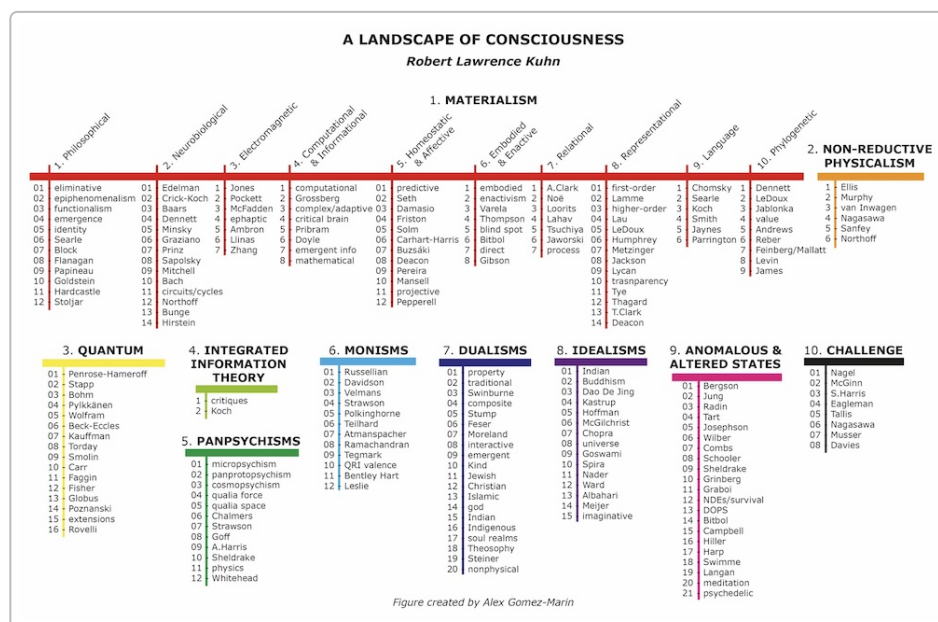 A LANDSCAPE OF CONSCIOUSNESS
Robert Lawrence Kuhn
1. MATERIALISM
1. Philosophical
01 eliminative
02 epiphenomenalism
03 functionalism
04 emergence
05 identity
06 Searle
07 Block
08 Flanagan
09 Papineau
10 Goldstein
11 Hardcastle
12 Stoljar
2. Neurobiological
01 Edelman
02 Crick-Koch
03 Baars
04 Dennett
05 Minsky
06 Graziano
07 Prinz
08 Sapolsky
09 Mitchell
10 Bach
11 circuits/cycles
12 Northoff
13 Bunge
14 Hirstein
3. Electromagnetic
1 Jones
2 Pockett
3 McFadden
4 ephaptic
5 Ambron
6 Llinas
7 Zhang
4. Computational
& Informational
1 computational
2 Grossberg
3 complex/adaptive
4 critical brain
5 Pribram
6 Doyle
7 emergent info
8 mathematical
5. Homeostatic
& Affective
01 predictive
02 Seth
03 Damasio
04 Friston
05 Solm
06 Carhart-Harris
07 Buzsáki
08 Deacon
09 Pereira
10 Mansell
11 projective
12 Pepperell
6. Embodied
& Enactive
1 embodied
2 enactivism
3 Varela
4 Thompson
5 blind spot
6 Bitbol
7 direct
8 Gibson
7. Relational
1 A.Clark
2 Noë
3 Loorits
4 Lahav
5 Tsuchiya
6 Jaworski
7 process
8. Representational
01 first-order
02 Lamme
03 higher-order
04 Lau
05 LeDoux
06 Humphrey
07 Metzinger
08 Jackson
09 Lycan
10 trasnparency
11 Tye
12 Thagard
13 T.Clark
14 Deacon
9. Language
1 Chomsky
2 Searle
3 Koch
4 Smith
5 Jaynes
6 Parrington
10. Phylogenetic
1 Dennett
2 LeDoux
3 Jablonka
4 value
5 Andrews
6 Reber
7 Feinberg/Mallatt
8 Levin
9 James
2. NON-REDUCTIVE
PHYSICALISM
1 Ellis
2 Murphy
3 van Inwagen
4 Nagasawa
5 Sanfey
6 Northoff
3. QUANTUM
01 Penrose-Hameroff
02 Stapp
03 Bohm
04 Pylkkänen
05 Wolfram
06 Beck-Eccles
07 Kauffman
08 Torday
09 Smolin
10 Carr
11 Faggin
12 Fisher
13 Globus
14 Poznanski
15 extensions
16 Rovelli
4. INTEGRATED
INFORMATION
THEORY
1 critiques
2 Koch
5. PANPSYCHISMS
01 micropsychism
02 panprotopsychism
03 cosmopsychism
04 qualia force
05 qualia space
06 Chalmers
07 Strawson
08 Goff
09 A.Harris
10 Sheldrake
11 physics
12 Whitehead
6. MONISMS
01 Russellian
02 Davidson
03 Velmans
04 Strawson
05 Polkinghorne
06 Teilhard
07 Atmanspacher
08 Ramachandran
09 Tegmark
10 QRI valence
11 Bentley Hart
12 Leslie
7. DUALISMS
01 property
02 traditional
03 Swinburne
04 composite
05 Stump
06 Feser
07 Moreland
08 interactive
09 emergent
10 Kind
11 Jewish
12 Christian
13 Islamic
14 god
15 Indian
16 Indigenous
17 soul realms
18 Theosophy
19 Steiner
20 nonphysical
8. IDEALISMS
01 Indian
02 Buddhism
03 Dao De Jing
04 Kastrup
05 Hoffman
06 McGilchrist
07 Chopra
08 universe
09 Goswami
10 Spira
11 Nader
12 Ward
13 Albahari
14 Meijer
15 imaginative
9. ANOMALOUS &
ALTERED STATES
01 Bergson
02 Jung
03 Radin
04 Tart
05 Josephson
06 Wilber
07 Combs
08 Schooler
09 Sheldrake
10 Grinberg
11 Graboi
12 NDEs/survival
13 DOPS
14 Bitbol
15 Campbell
16 Hiller
17 Harp
18 Swimme
19 Langan
20 meditation
21 psychedelic
10. CHALLENGE
01 Nagel
02 McGinn
03 S.Harris
04 Eagleman
05 Tallis
06 Nagasawa
07 Musser
08 Davies
Figure created by Alex Gomez-Marin